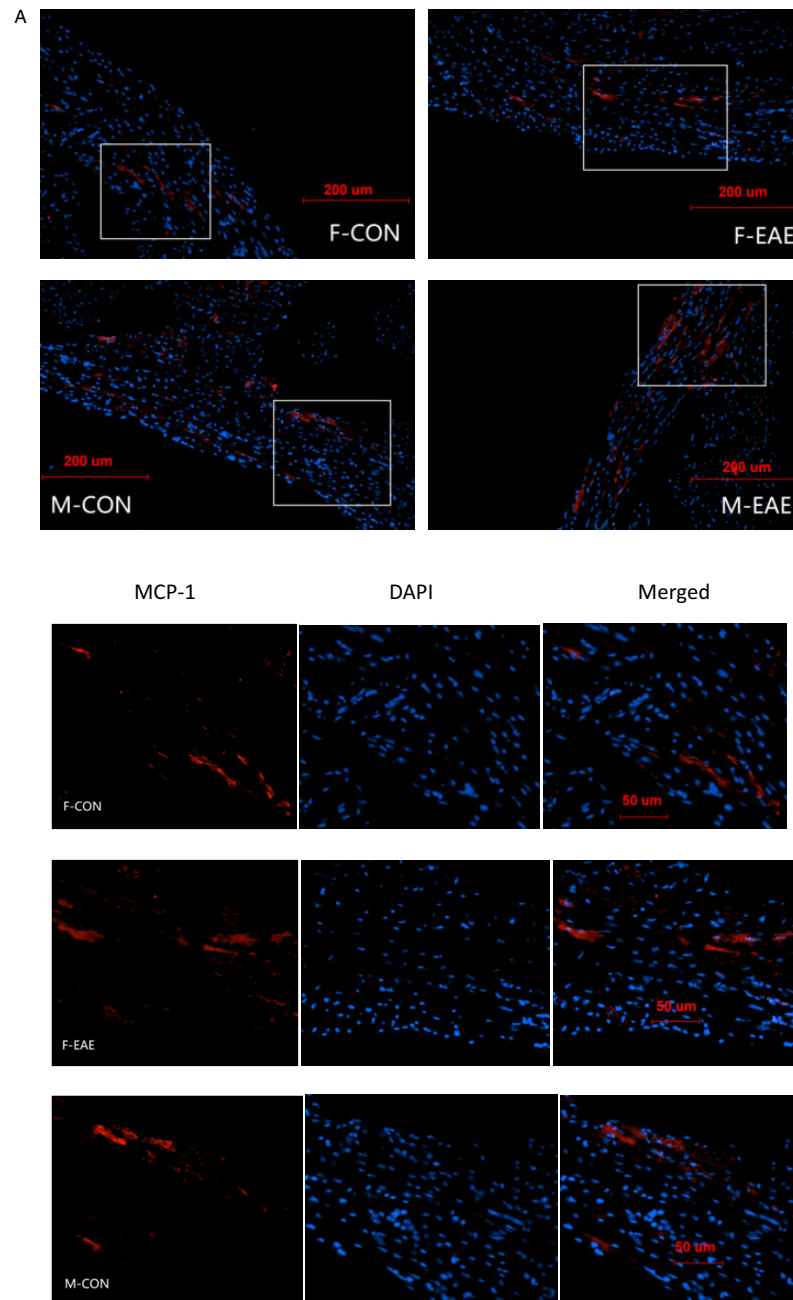 A
200 um
F-CON
200 um
F-EAE
200 um
M-CON
200 um
M-EAE
MCP-1 DAPI Merged
F-CON
50 um
F-EAE
50 um
M-CON
50 um